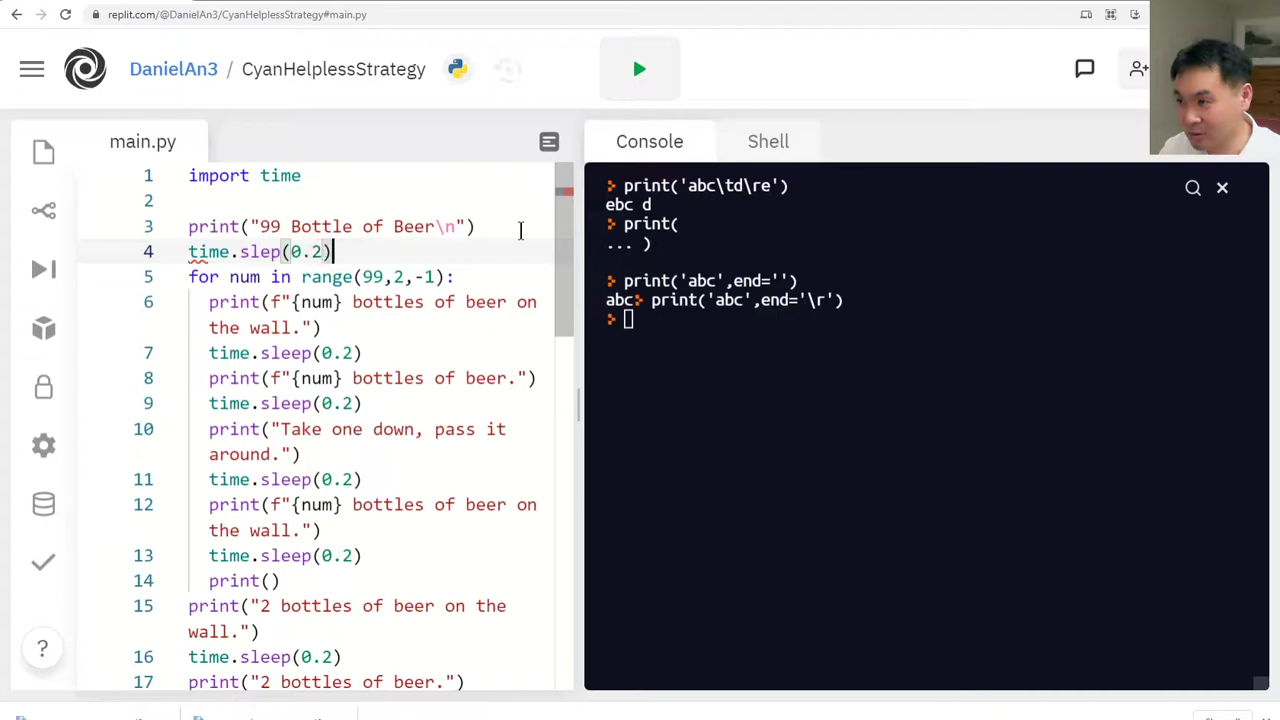 replit.com/@DanielAn3/CyanHelplessStrategy#main.py
DanielAn3 / CyanHelplessStrategy
main.py
1 import time
2
3 print("99 Bottle of Beer\n")
4 time.slep(0.2)
5 for num in range(99,2,-1):
6 print(f"{num} bottles of beer on
the wall.")
7 time.sleep(0.2)
8 print(f"{num} bottles of beer.")
9 time.sleep(0.2)
10 print("Take one down, pass it
around.")
11 time.sleep(0.2)
12 print(f"{num} bottles of beer on
the wall.")
13 time.sleep(0.2)
14 print()
15 print("2 bottles of beer on the
wall.")
16 time.sleep(0.2)
17 print("2 bottles of beer.")
?
Console Shell
print('abc\td\re')
ebc d
print(
... )
print('abc',end='')
abc print('abc',end='\r')